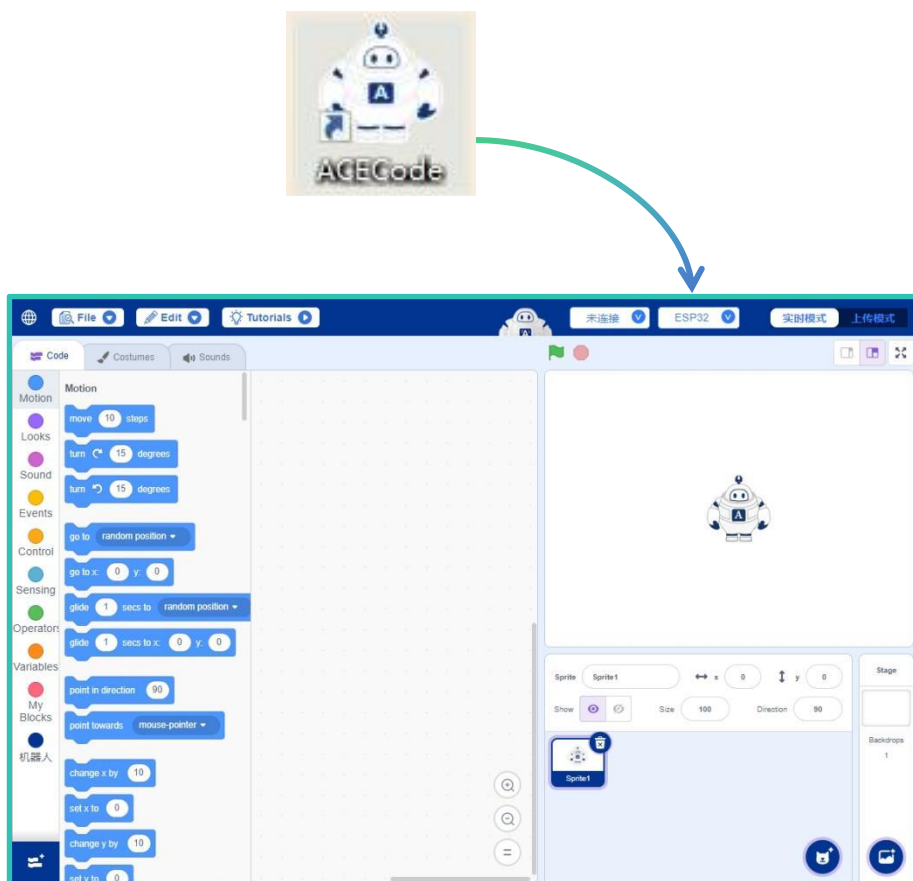 A
ACECode
File
Edit
Tutorials
A
未连接
ESP32
实时模式
上传模式
Code
Costumes
Sounds
Motion
Looks
Sound
Events
Control
Sensing
Operators
Variables
My
Blocks
机器人
Motion
move 10 steps
turn 15 degrees
turn 15 degrees
go to random position
go to x: 0 y: 0
glide 1 secs to random position
glide 1 secs to x: 0 y: 0
point in direction 90
point towards mouse-pointer
change x by 10
set x to 0
change y by 10
set y to 0
A
Sprite Sprite1 x 0 y 0
Show Size 100 Direction 90
Sprite1
Stage
Backdrops
1